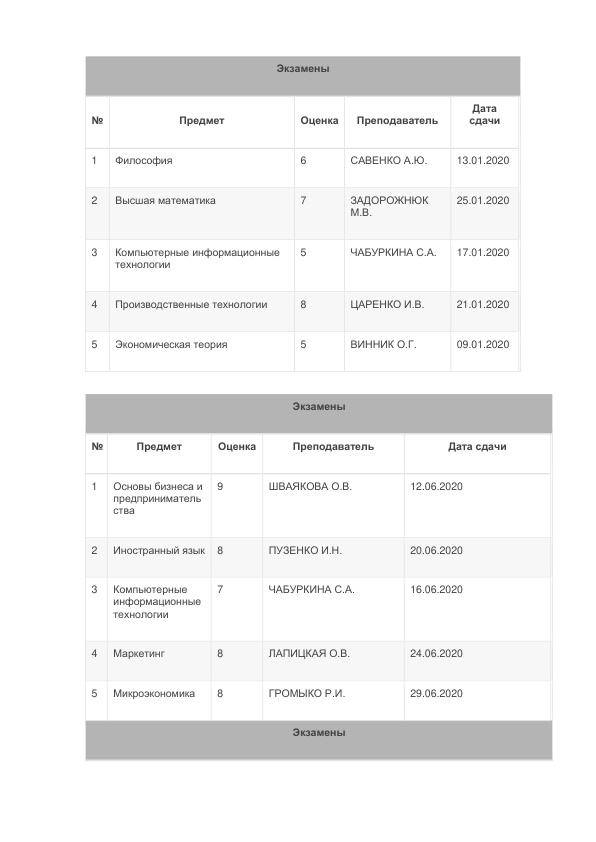 Экзамены
№ Предмет Оценка Преподаватель Дата
сдачи
1 Философия 6 САВЕНКО А.Ю. 13.01.2020
2 Высшая математика 7 ЗАДОРОЖНЮК 25.01.2020
М.В.
3 Компьютерные информационные 5 ЧАБУРКИНА С.А. 17.01.2020
технологии
4 Производственные технологии 8 ЦАРЕНКО И.В. 21.01.2020
5 Экономическая теория 5 ВИННИК О.Г. 09.01.2020
Экзамены
№ Предмет Оценка Преподаватель Дата сдачи
1 Основы бизнеса и 9 ШВАЯКОВА О.В. 12.06.2020
предприниматель
ства
2 Иностранный язык 8 ПУЗЕНКО И.Н. 20.06.2020
3 Компьютерные 7 ЧАБУРКИНА С.А. 16.06.2020
информационные
технологии
4 Маркетинг 8 ЛАПИЦКАЯ О.В. 24.06.2020
5 Микроэкономика 8 ГРОМЫКО Р.И. 29.06.2020
Экзамены